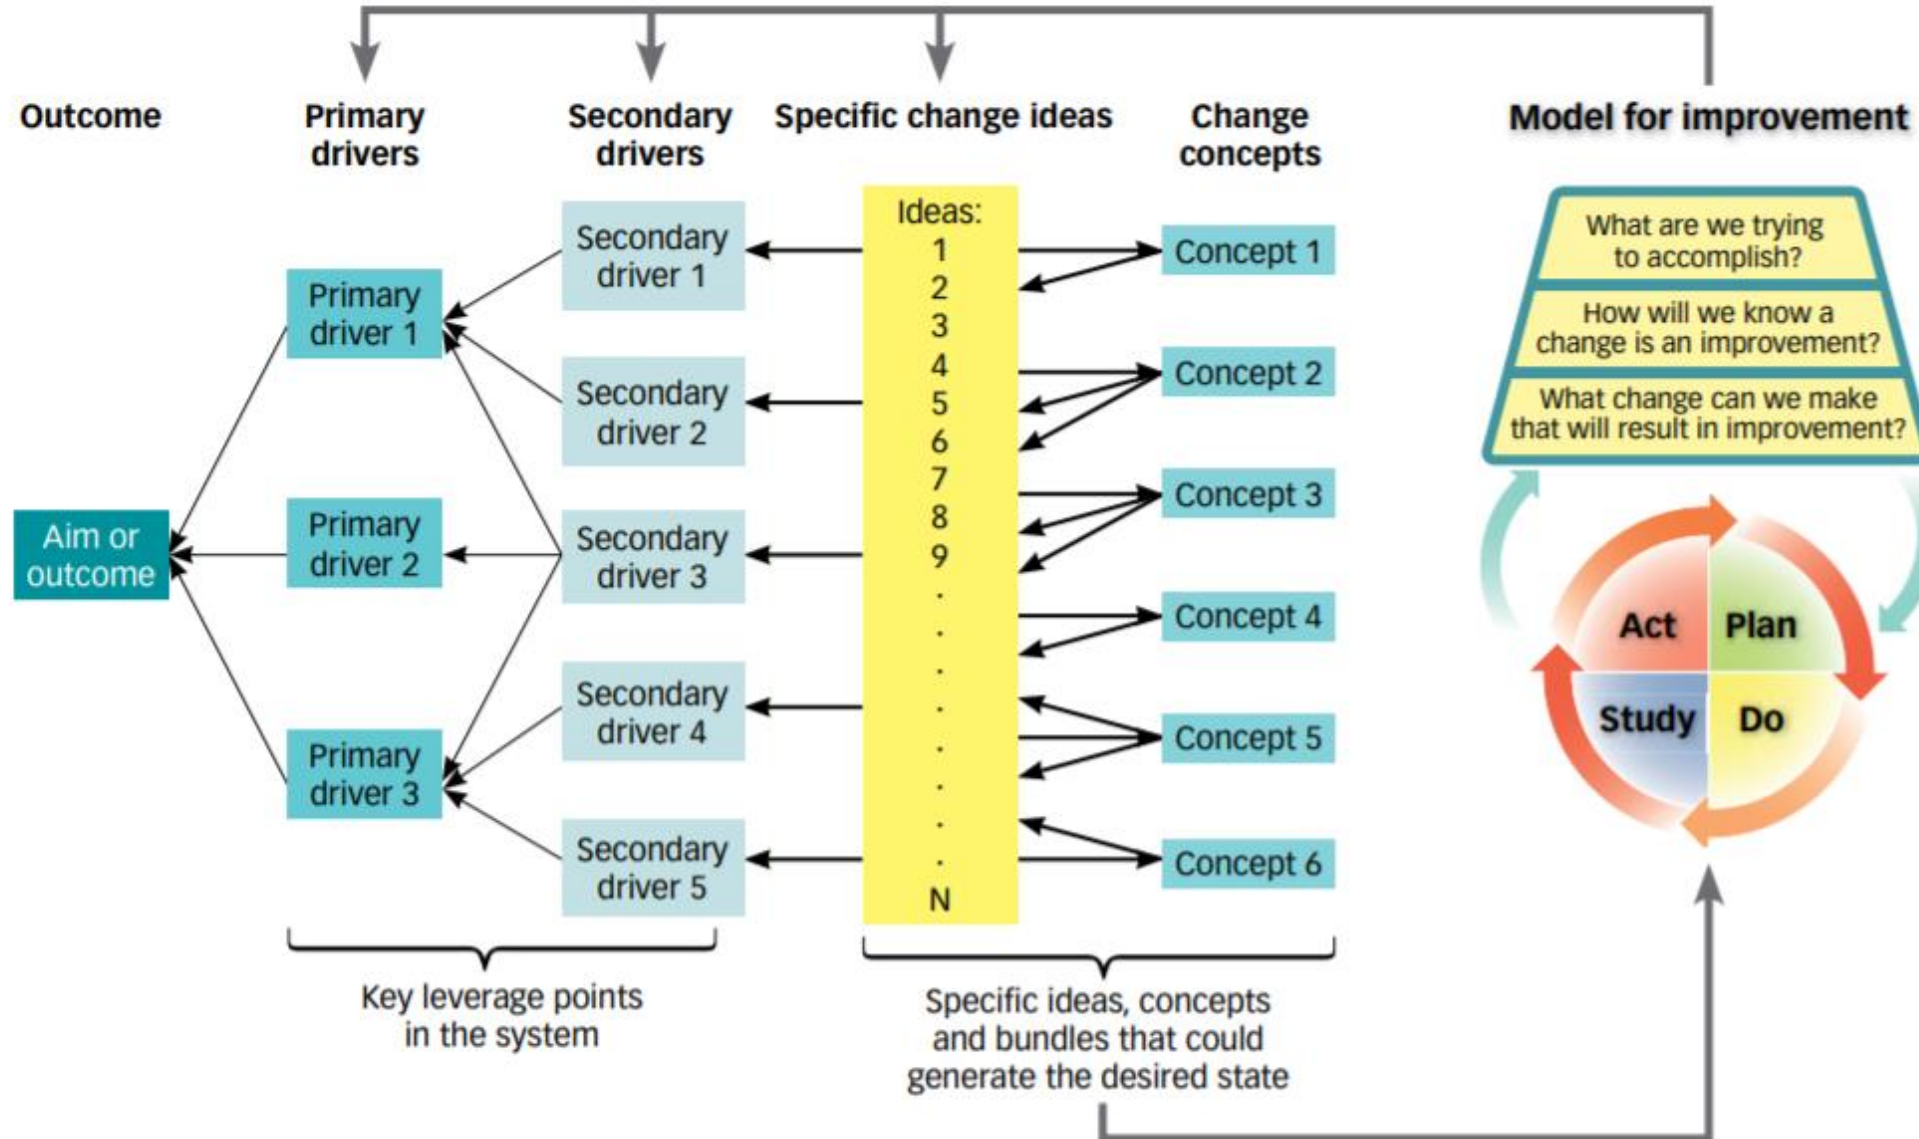 Outcome
Primary
drivers
Secondary
drivers
Specific change ideas
Change
concepts
Model for improvement
Aim or
outcome
Primary
driver 1
Primary
driver 2
Primary
driver 3
Secondary
driver 1
Secondary
driver 2
Secondary
driver 3
Secondary
driver 4
Secondary
driver 5
Ideas:
1
2
3
4
5
6
7
8
9
.
.
.
.
.
.
.
.
N
Concept 1
Concept 2
Concept 3
Concept 4
Concept 5
Concept 6
What are we trying
to accomplish?
How will we know a
change is an improvement?
What change can we make
that will result in improvement?
Act
Plan
Study
Do
Key leverage points
in the system
Specific ideas, concepts
and bundles that could
generate the desired state